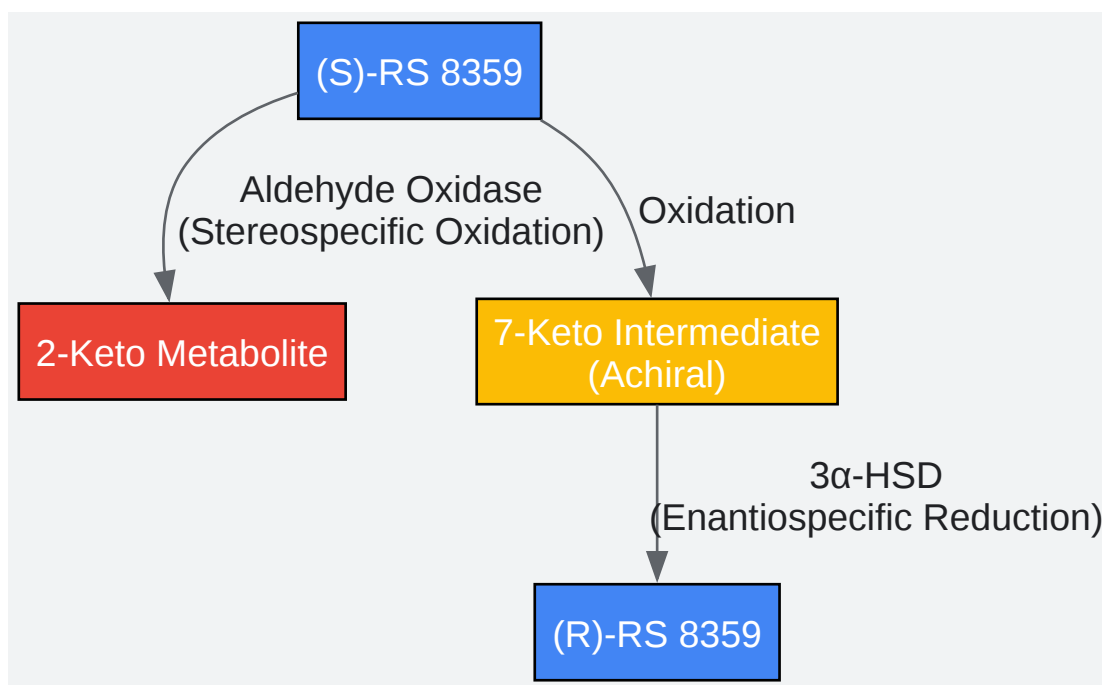 (S)-RS 8359
Aldehyde Oxidase
(Stereospecific Oxidation)
Oxidation
2-Keto Metabolite
7-Keto Intermediate
(Achiral)
3α-HSD
(Enantiospecific Reduction)
(R)-RS 8359